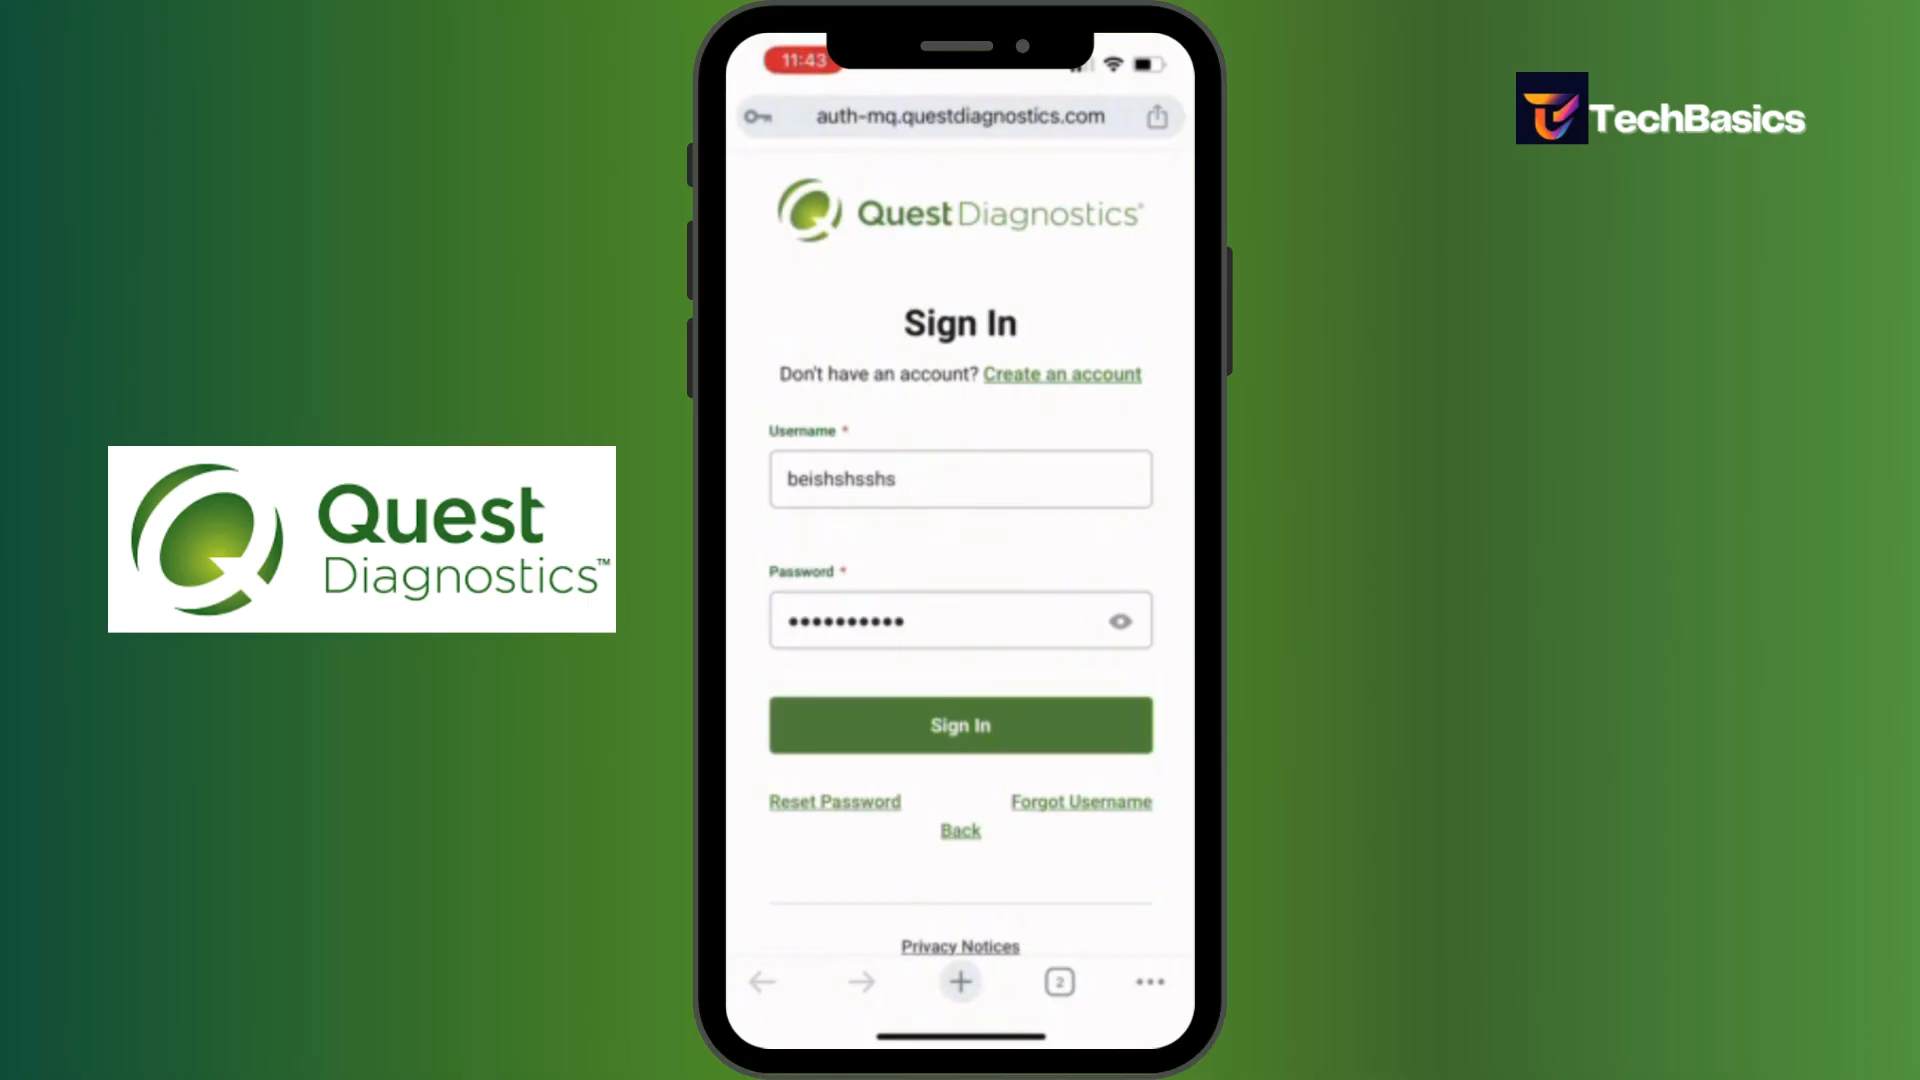 11:43
auth-mq.questdiagnostics.com
TechBasics
Quest Diagnostics®
Sign In
Don't have an account? Create an account
Username *
beishshsshs
Quest
Diagnostics™
Password *
••••••••••
Sign In
Reset Password Forgot Username
Back
Privacy Notices
2